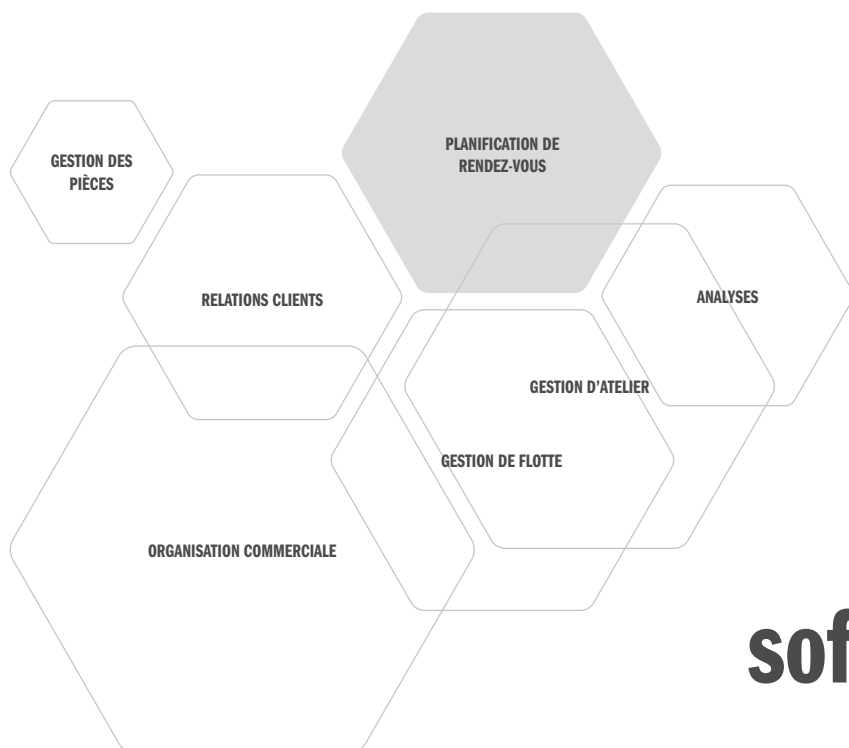 PLANIFICATION DE
RENDEZ-VOUS
GESTION DES
PIÈCES
RELATIONS CLIENTS
ANALYSES
GESTION D’ATELIER
GESTION DE FLOTTE
ORGANISATION COMMERCIALE
sof